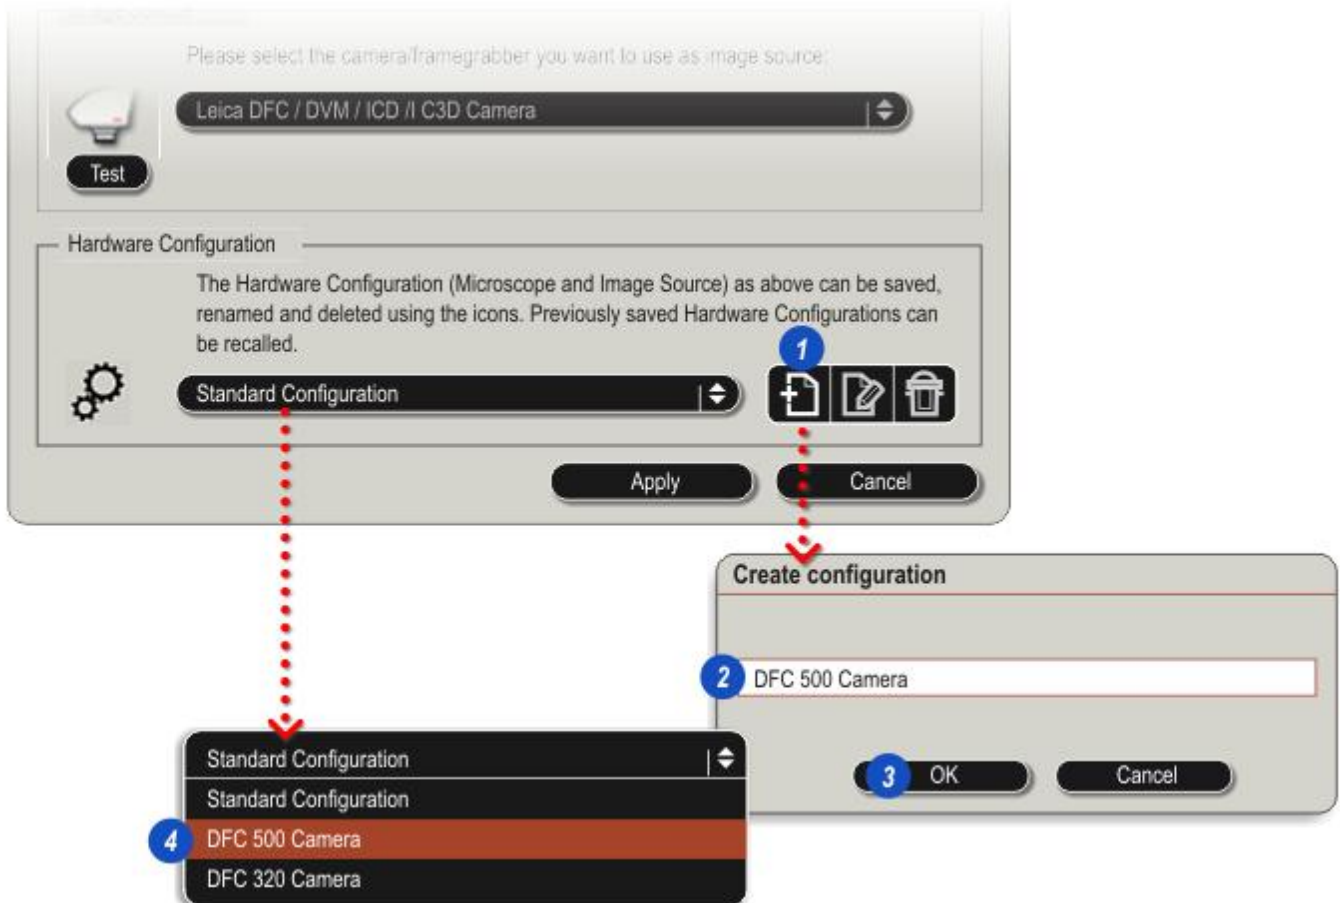 Please select the camera/framegrabber you want to use as image source:
Leica DFC / DVM / ICD /I C3D Camera
Test
Hardware Configuration
The Hardware Configuration (Microscope and Image Source) as above can be saved,
renamed and deleted using the icons. Previously saved Hardware Configurations can
be recalled.
1
Standard Configuration
Apply
Cancel
Create configuration
2
DFC 500 Camera
3
OK
Cancel
Standard Configuration
Standard Configuration
4
DFC 500 Camera
DFC 320 Camera